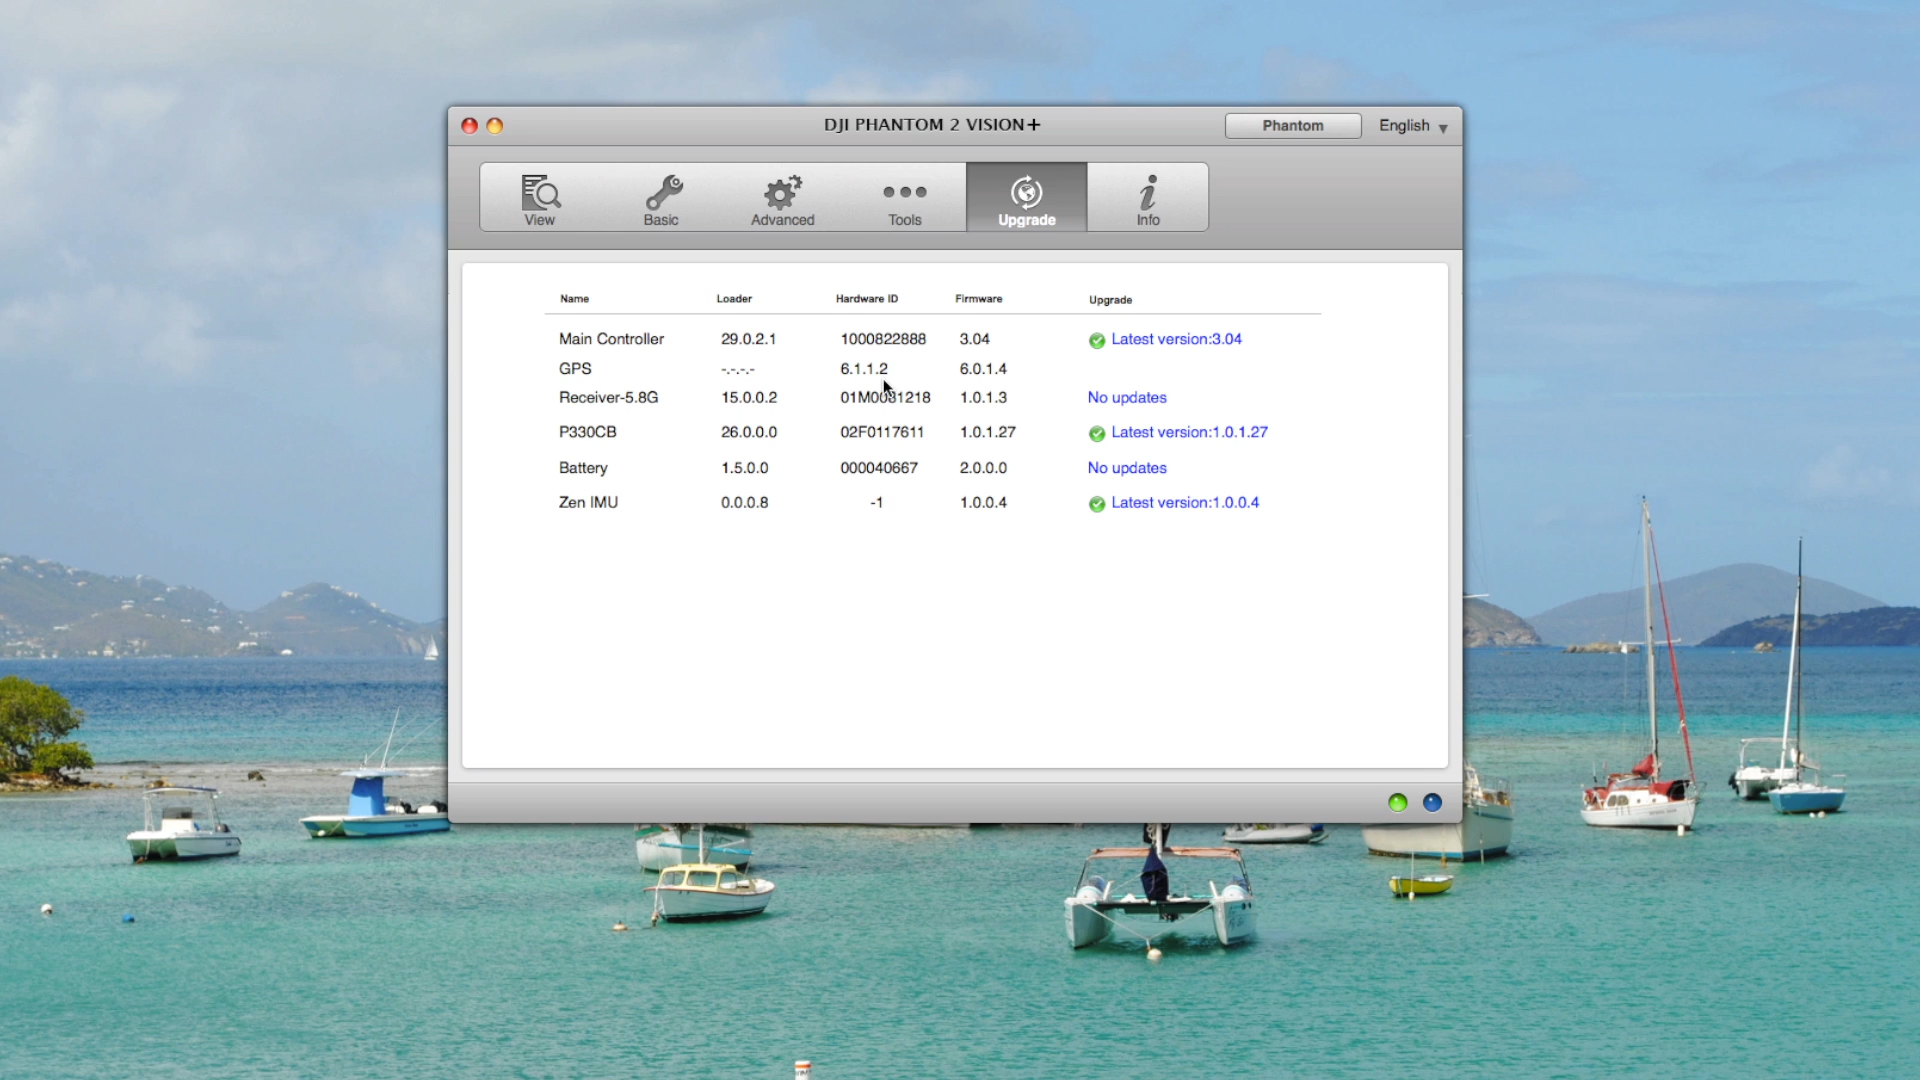 DJI PHANTOM 2 VISION+ Phantom English
View Basic Advanced Tools Upgrade Info
Name Loader Hardware ID Firmware Upgrade
Main Controller 29.0.2.1 1000822888 3.04 Latest version:3.04
GPS -.-.-.- 6.1.1.2 6.0.1.4
Receiver-5.8G 15.0.0.2 01M0081218 1.0.1.3 No updates
P330CB 26.0.0.0 02F0117611 1.0.1.27 Latest version:1.0.1.27
Battery 1.5.0.0 000040667 2.0.0.0 No updates
Zen IMU 0.0.0.8 -1 1.0.0.4 Latest version:1.0.0.4